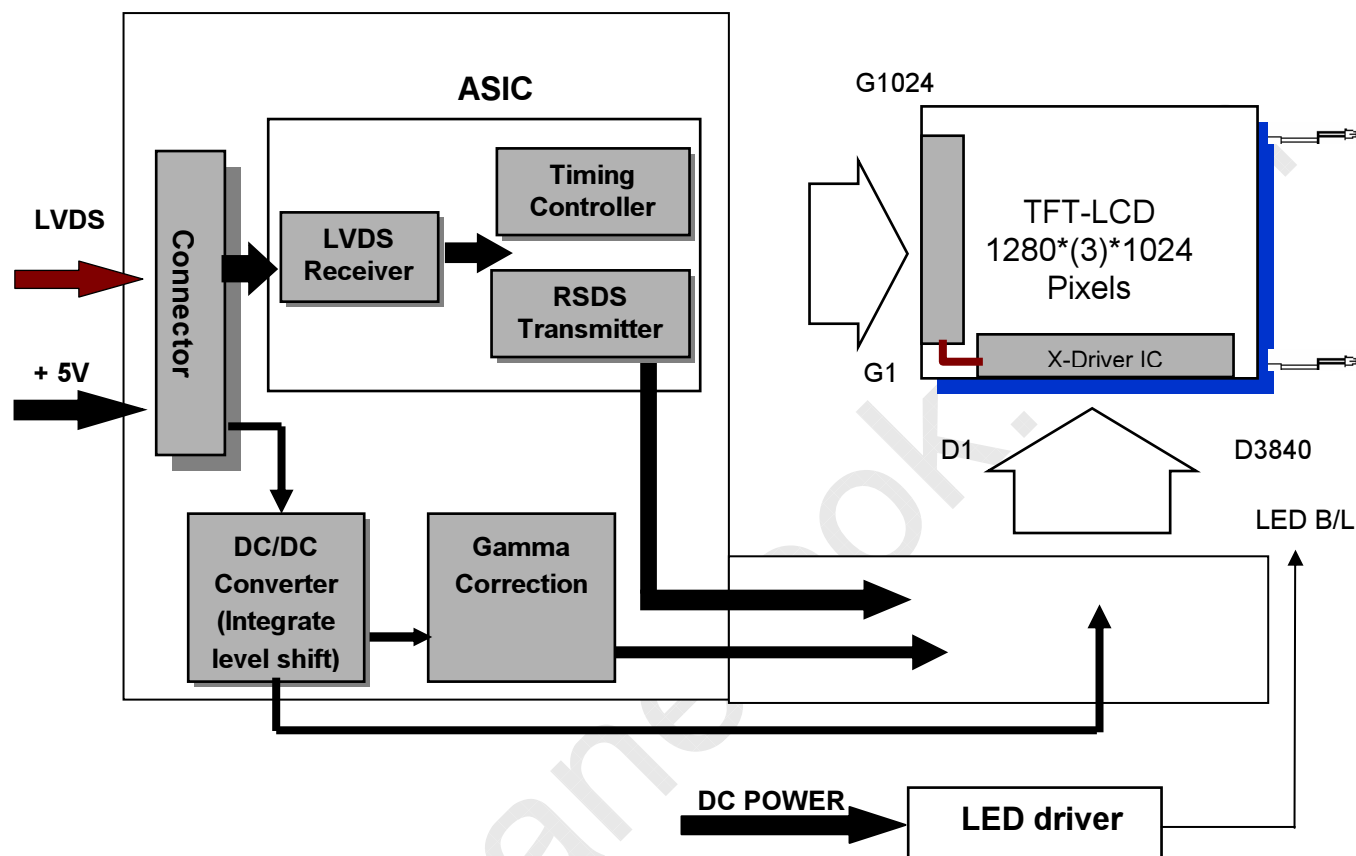 ASIC
G1024
LVDS
+ 5V
Connector
LVDS
Receiver
Timing
Controller
RSDS
Transmitter
TFT-LCD
1280*(3)*1024
Pixels
X-Driver IC
G1
D1
D3840
LED B/L
DC/DC
Converter
(Integrate
level shift)
Gamma
Correction
DC POWER
LED driver